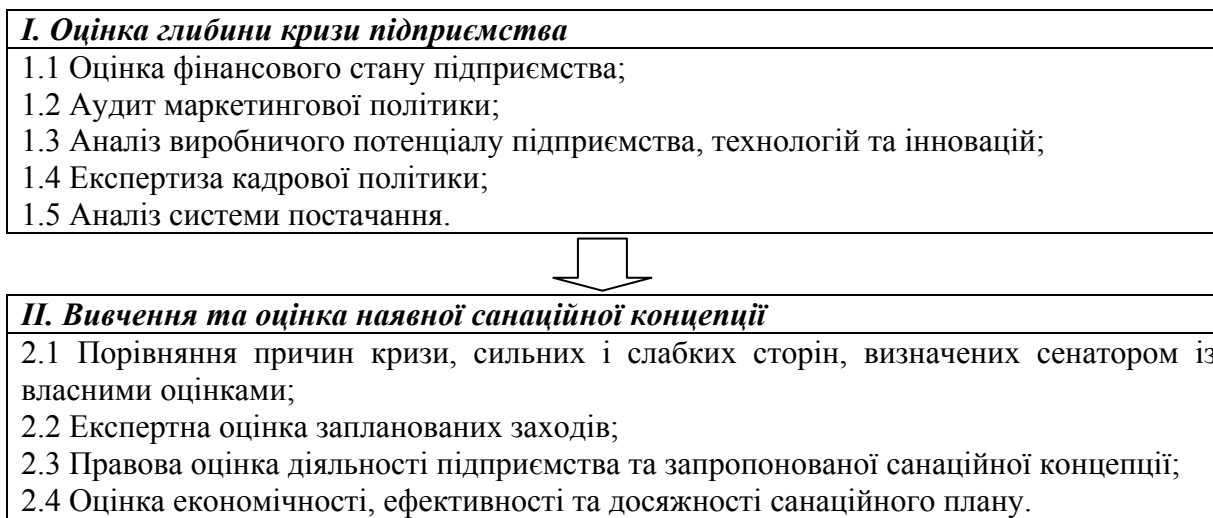 І. Оцінка глибини кризи підприємства
1.1 Оцінка фінансового стану підприємства;
1.2 Аудит маркетингової політики;
1.3 Аналіз виробничого потенціалу підприємства, технологій та інновацій;
1.4 Експертиза кадрової політики;
1.5 Аналіз системи постачання.
ІІ. Вивчення та оцінка наявної санаційної концепції
2.1 Порівняння причин кризи, сильних і слабких сторін, визначених сенатором із
власними оцінками;
2.2 Експертна оцінка запланованих заходів;
2.3 Правова оцінка діяльності підприємства та запропонованої санаційної концепції;
2.4 Оцінка економічності, ефективності та досяжності санаційного плану.